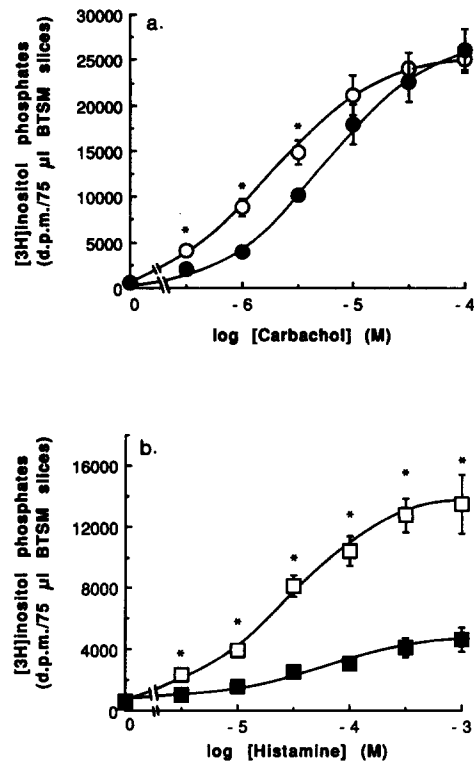 a.
[3H]inositol phosphates
(d.p.m./75 µl BTSM slices)
30000
25000
20000
15000
10000
5000
0
* * *
0 - 6 - 5 - 4
log [Carbachol] (M)
b.
[3H]inositol phosphates
(d.p.m./75 µl BTSM slices)
16000
12000
8000
4000
0
* * * * * *
0 - 5 - 4 - 3
log [Histamine] (M)